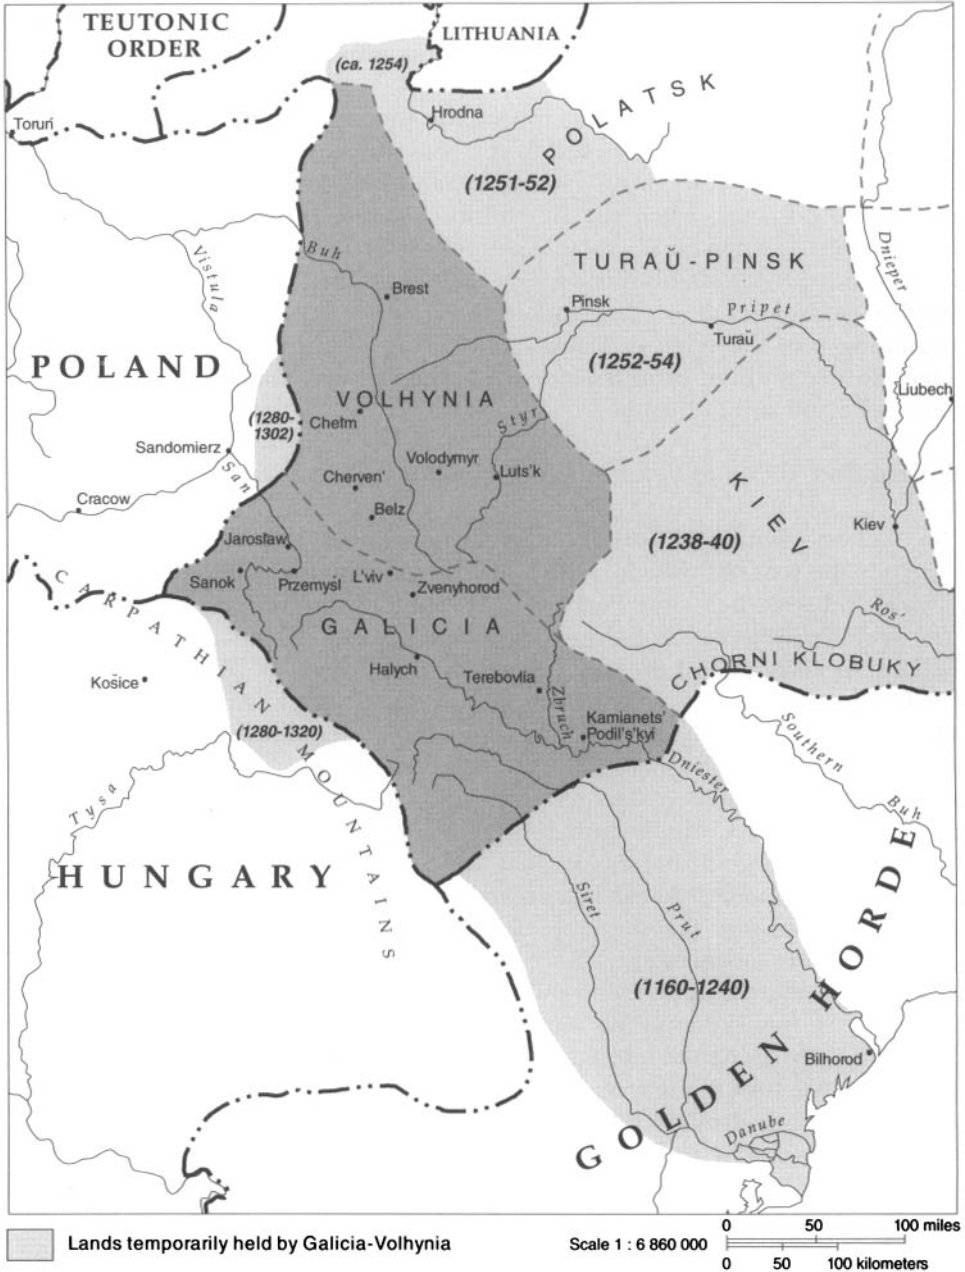 TEUTONIC
ORDER
LITHUANIA
(ca. 1254)
Hrodna
POLATSK
Toruń
(1251-52)
Buh
Vistula
TURAŬ-PINSK
Dnieper
Brest
Pinsk
Pripet
Turaŭ
POLAND
(1252-54)
VOLHYNIA
Liubech
(1280-
1302)
Chełm
Styr
Sandomierz
San
Volodymyr
Cherven'
Luts'k
Cracow
Belz
KIEV
Kiev
Jarosław
(1238-40)
Sanok
Przemyśl
L'viv
Zvenyhorod
CARPATHIAN MOUNTAINS
GALICIA
Ros'
Halych
CHORNI KLOBUKY
Košice
Terebovlia
Zbruch
Kamianets'
Podil's'kyi
(1280-1320)
Southern Buh
Dniester
Tysa
HUNGARY
Siret
Prut
(1160-1240)
GOLDEN HORDE
Bilhorod
Danube
Lands temporarily held by Galicia-Volhynia
Scale 1 : 6 860 000
0 50 100 miles
0 50 100 kilometers